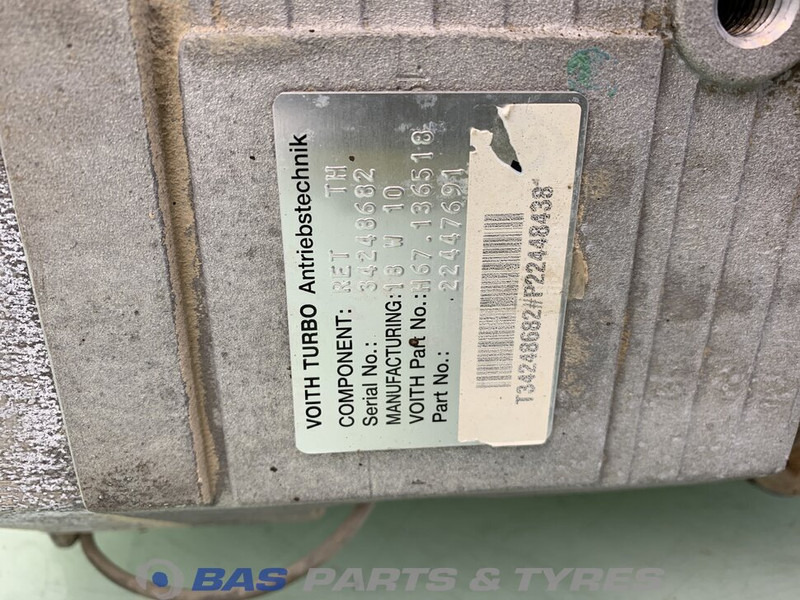 VOITH TURBO Antriebstechnik
COMPONENT: RET TH
Serial No.: 34248682
MANUFACTURING: 18 W 10
VOITH Part No.: H67.136518
Part No.: 22447691
T34248682#P22448438
BAS PARTS & TYRES